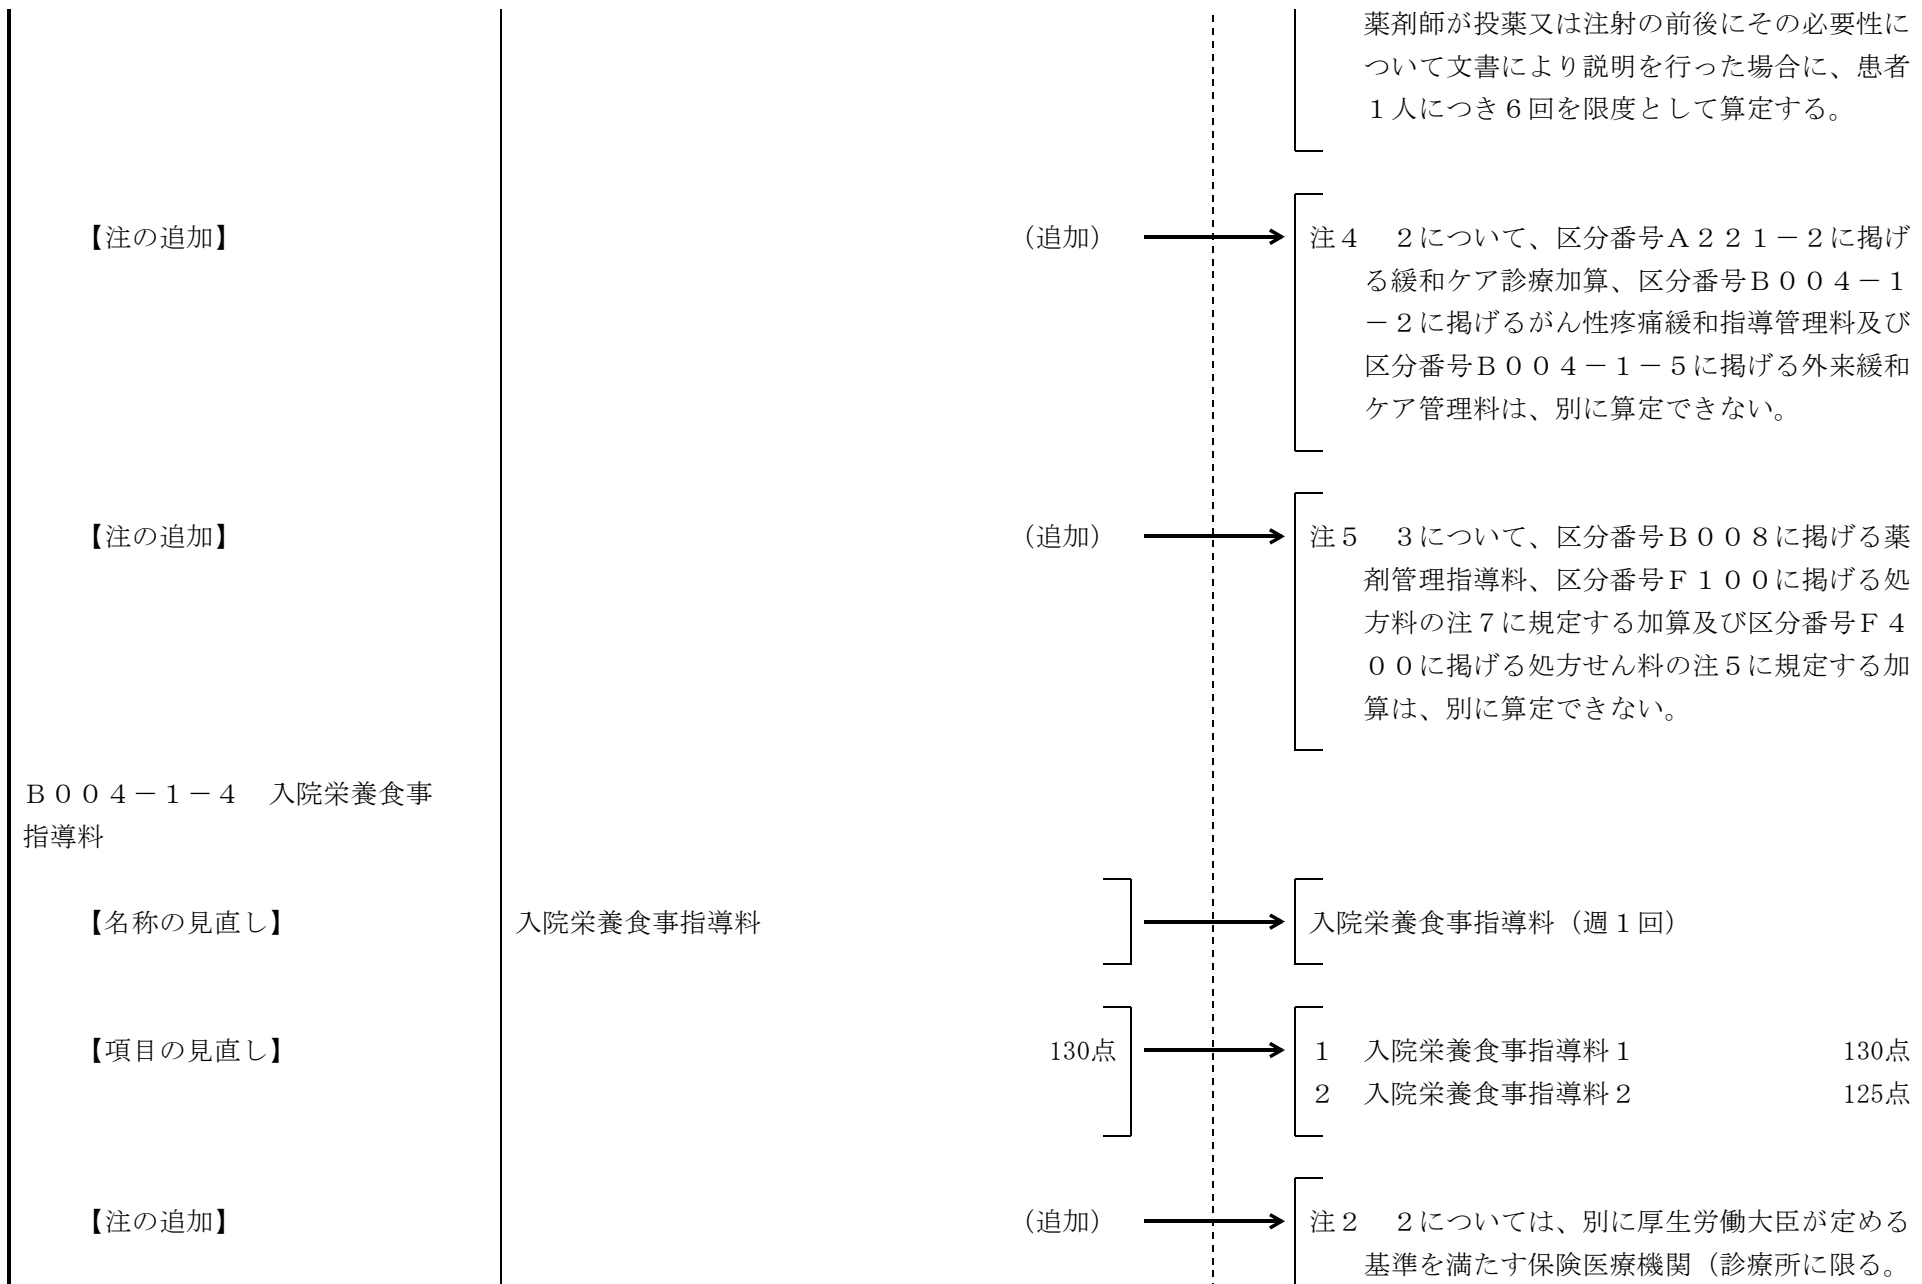 薬剤師が投薬又は注射の前後にその必要性に
ついて文書により説明を行った場合に、患者
１人につき６回を限度として算定する。
【注の追加】
（追加）
注４　２について、区分番号Ａ２２１－２に掲げ
る緩和ケア診療加算、区分番号Ｂ００４－１
－２に掲げるがん性疼痛緩和指導管理料及び
区分番号Ｂ００４－１－５に掲げる外来緩和
ケア管理料は、別に算定できない。
【注の追加】
（追加）
注５　３について、区分番号Ｂ００８に掲げる薬
剤管理指導料、区分番号Ｆ１００に掲げる処
方料の注７に規定する加算及び区分番号Ｆ４
００に掲げる処方せん料の注５に規定する加
算は、別に算定できない。
Ｂ００４－１－４　入院栄養食事
指導料
【名称の見直し】
入院栄養食事指導料
入院栄養食事指導料（週１回）
【項目の見直し】
130点
１　入院栄養食事指導料１　130点
２　入院栄養食事指導料２　125点
【注の追加】
（追加）
注２　２については、別に厚生労働大臣が定める
基準を満たす保険医療機関（診療所に限る。